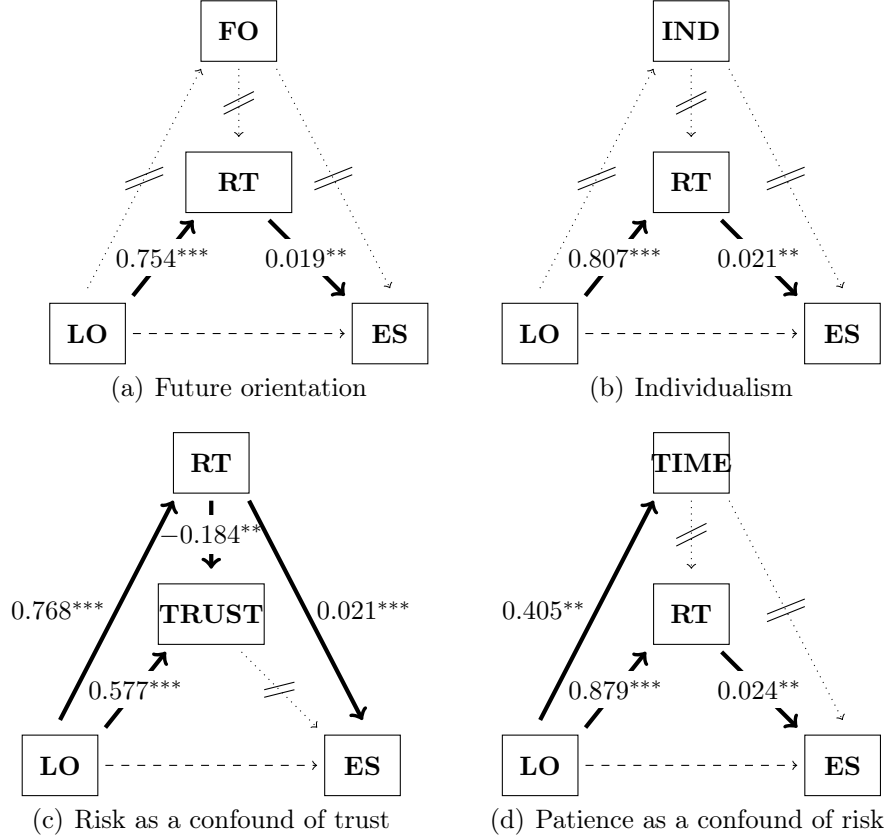 FO
IND
RT
RT
0.754***
0.019**
0.807***
0.021**
LO
ES
LO
ES
(a) Future orientation
(b) Individualism
RT
TIME
−0.184**
0.768***
TRUST
0.021***
0.405**
RT
0.577***
0.879***
0.024**
LO
ES
LO
ES
(c) Risk as a confound of trust
(d) Patience as a confound of risk